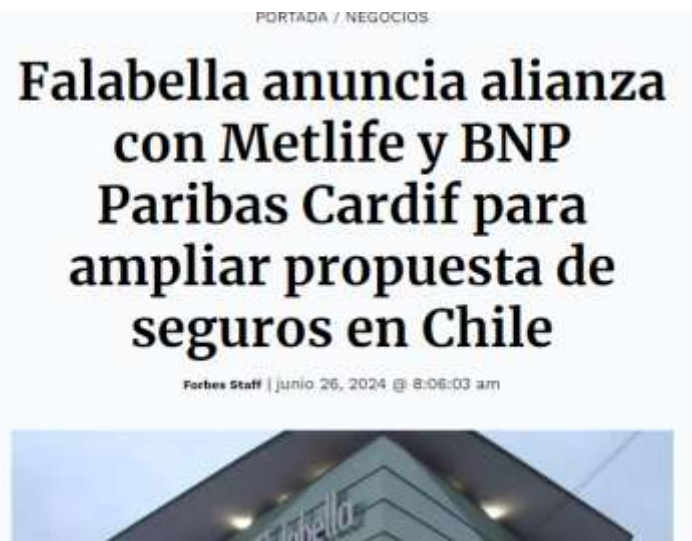 PORTADA / NEGOCIOS
Falabella anuncia alianza
con Metlife y BNP
Paribas Cardif para
ampliar propuesta de
seguros en Chile
Forbes Staff | junio 26, 2024 @ 8:06:03 am